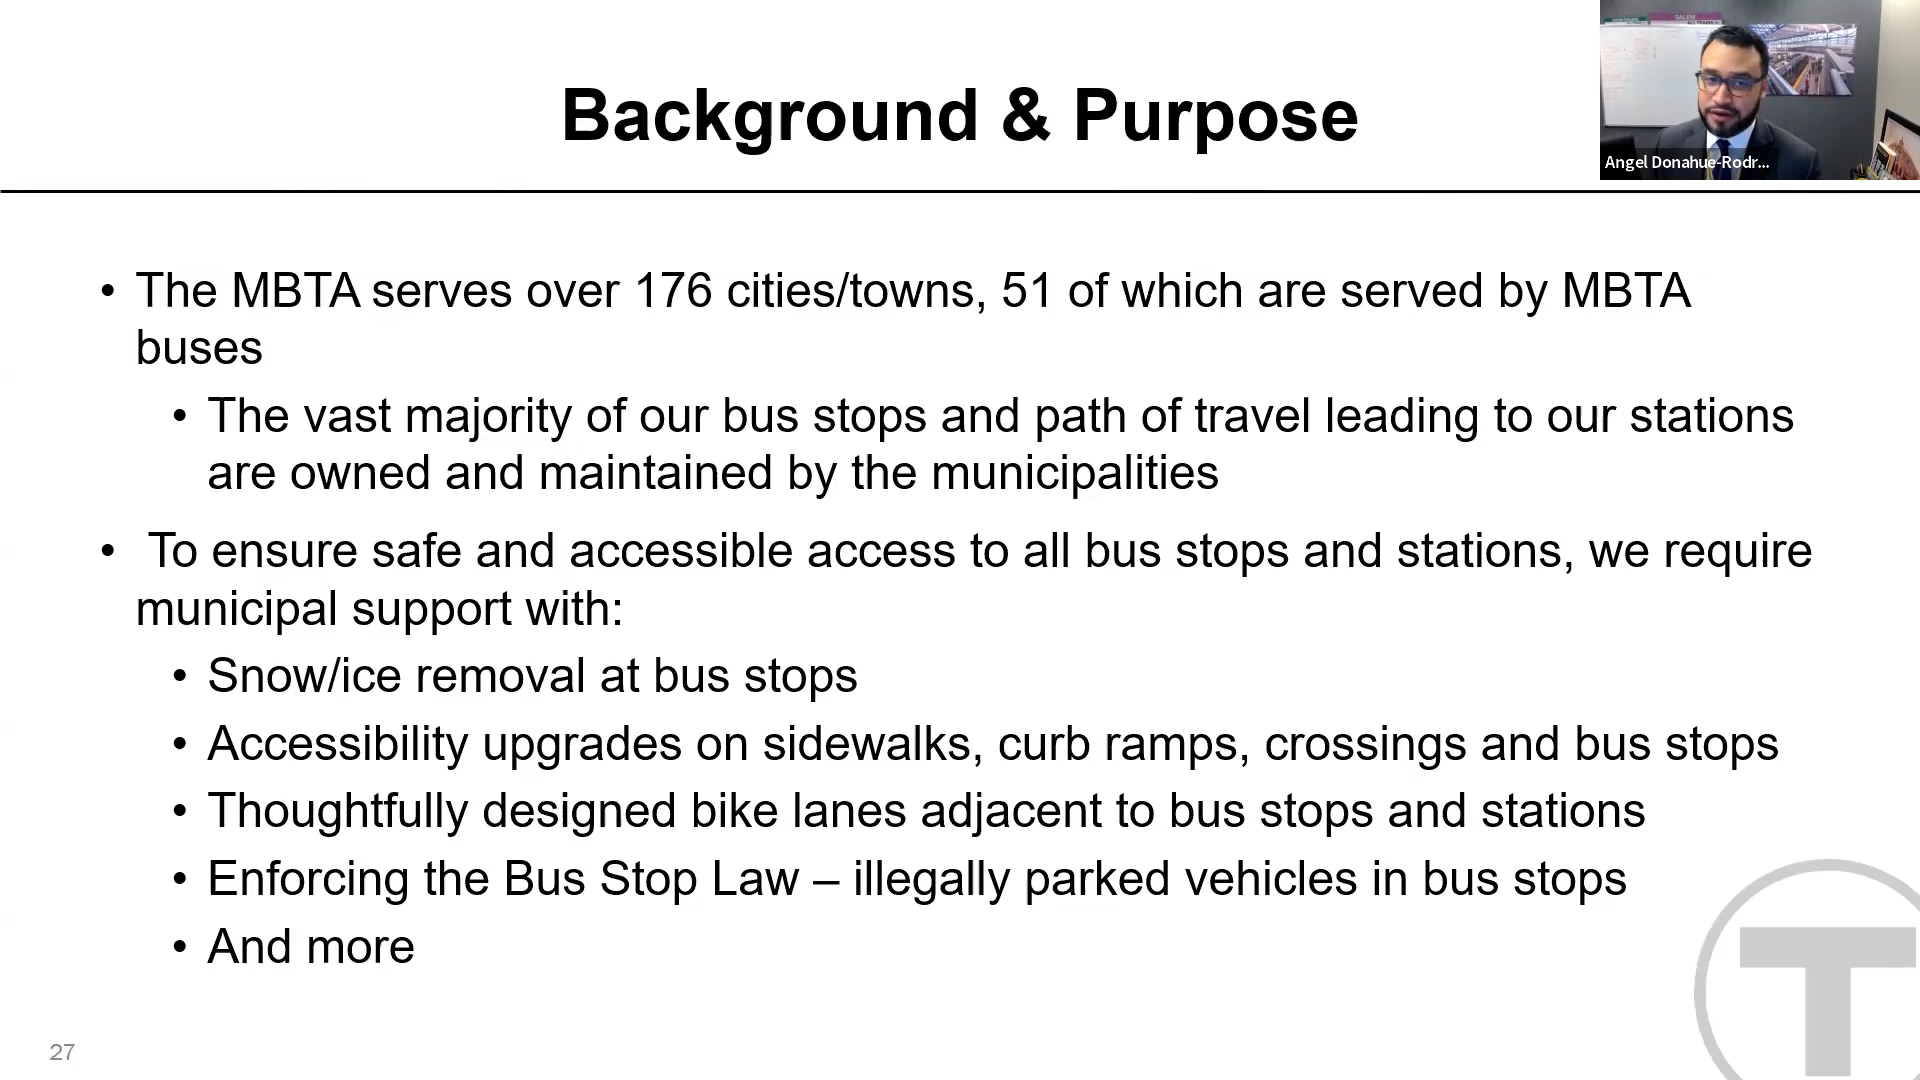 Background & Purpose
SALEM
Angel Donahue-Rodr...
• The MBTA serves over 176 cities/towns, 51 of which are served by MBTA
buses
• The vast majority of our bus stops and path of travel leading to our stations
are owned and maintained by the municipalities
• To ensure safe and accessible access to all bus stops and stations, we require
municipal support with:
• Snow/ice removal at bus stops
• Accessibility upgrades on sidewalks, curb ramps, crossings and bus stops
• Thoughtfully designed bike lanes adjacent to bus stops and stations
• Enforcing the Bus Stop Law – illegally parked vehicles in bus stops
• And more
T
27